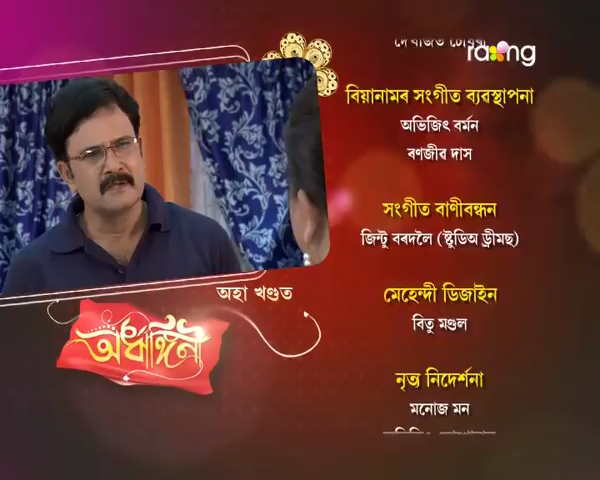 rang
বিয়ানামৰ সংগীত ব্যৱস্থাপনা
অভিজিৎ বৰ্মন
ৰণজীৱ দাস
সংগীত বাণীবন্ধন
জিন্টু বৰদলৈ (ষ্টুডিঅ ড্ৰীমছ)
অহা খণ্ডত
মেহেন্দী ডিজাইন
বিতু মণ্ডল
অৰ্ধাঙ্গিনী
নৃত্য নিদেৰ্শনা
মনোজ মন